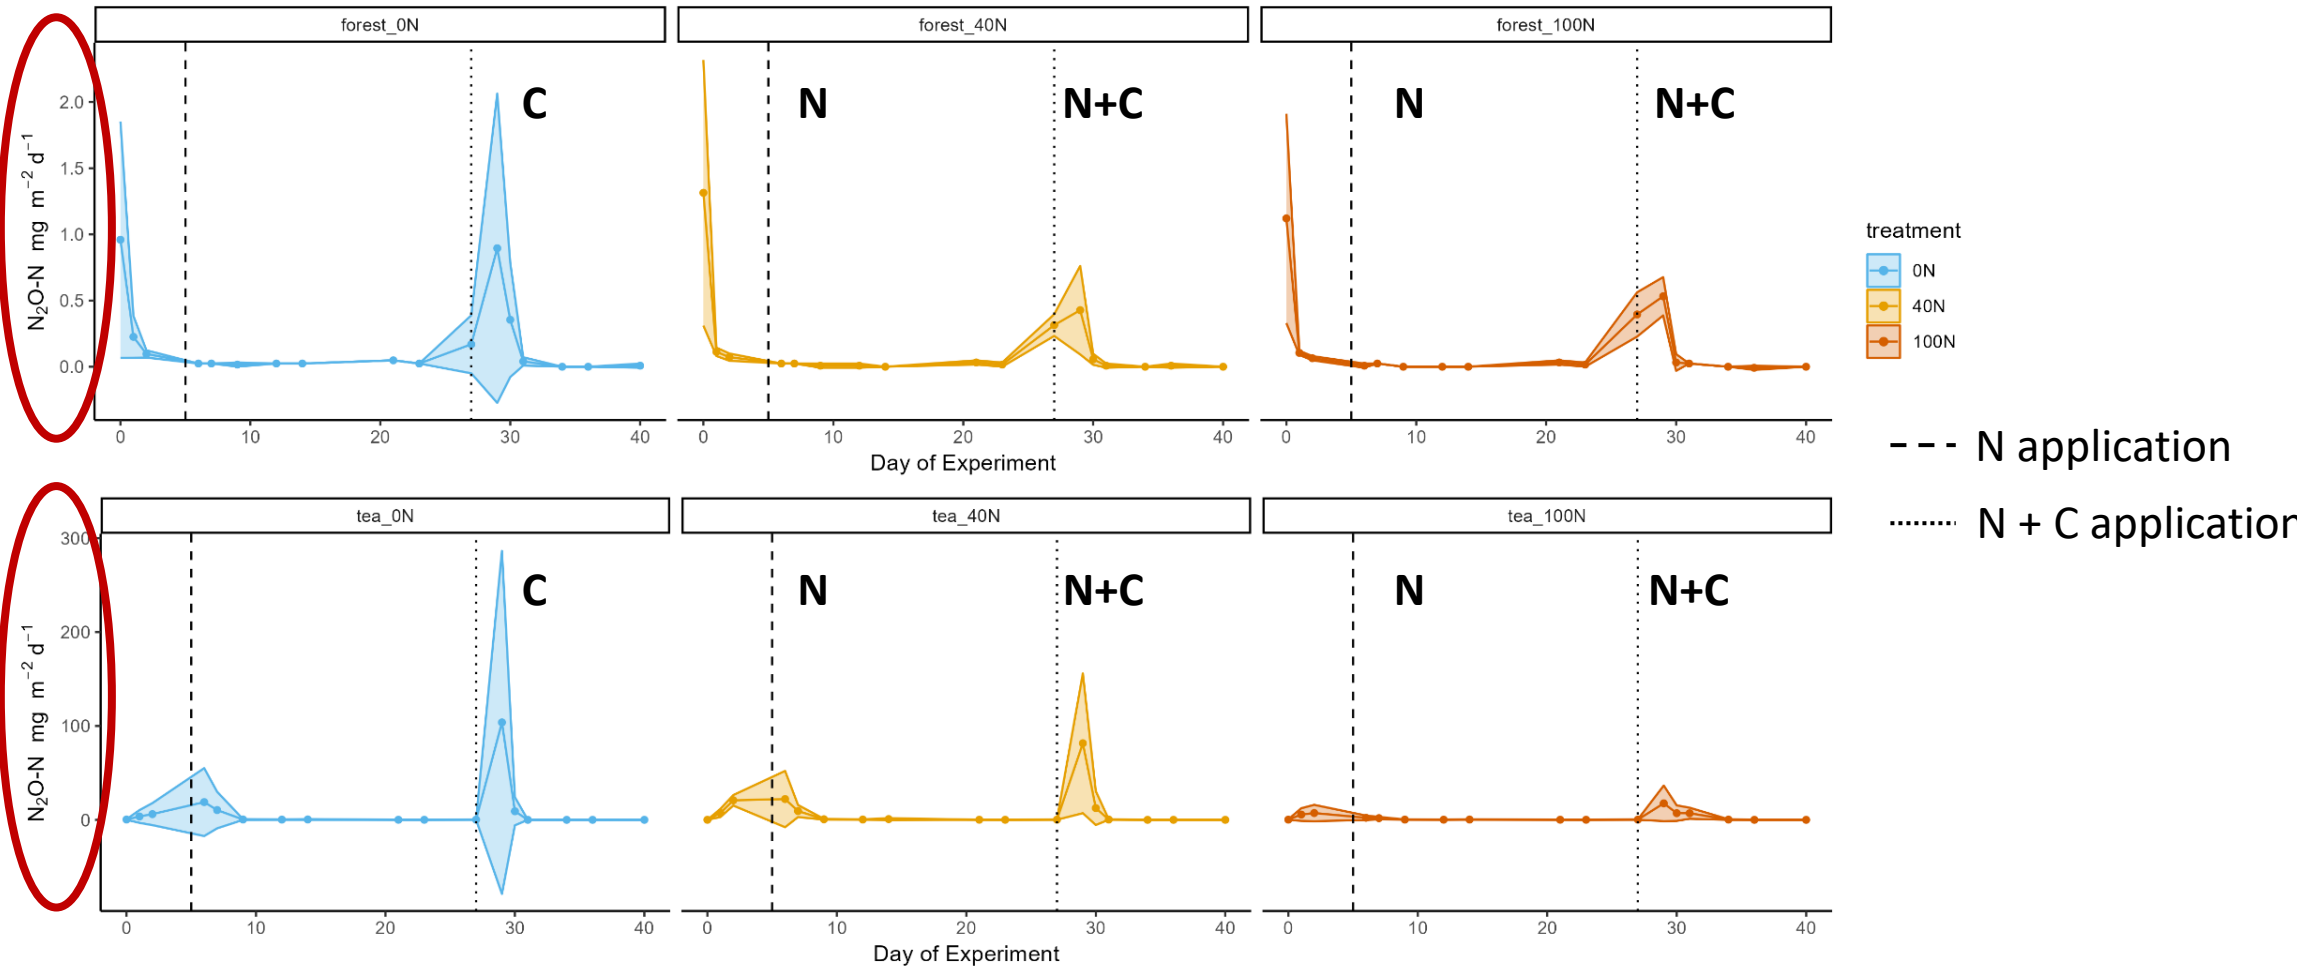 forest_0N
forest_40N
forest_100N
N₂O-N mg m⁻² d⁻¹
2.0
1.5
1.0
0.5
0.0
C
N
N+C
N
N+C
0 10 20 30 40
0 10 20 30 40
0 10 20 30 40
Day of Experiment
treatment
0N
40N
100N
N application
N + C application
tea_0N
tea_40N
tea_100N
N₂O-N mg m⁻² d⁻¹
300
200
100
0
C
N
N+C
N
N+C
0 10 20 30 40
0 10 20 30 40
0 10 20 30 40
Day of Experiment